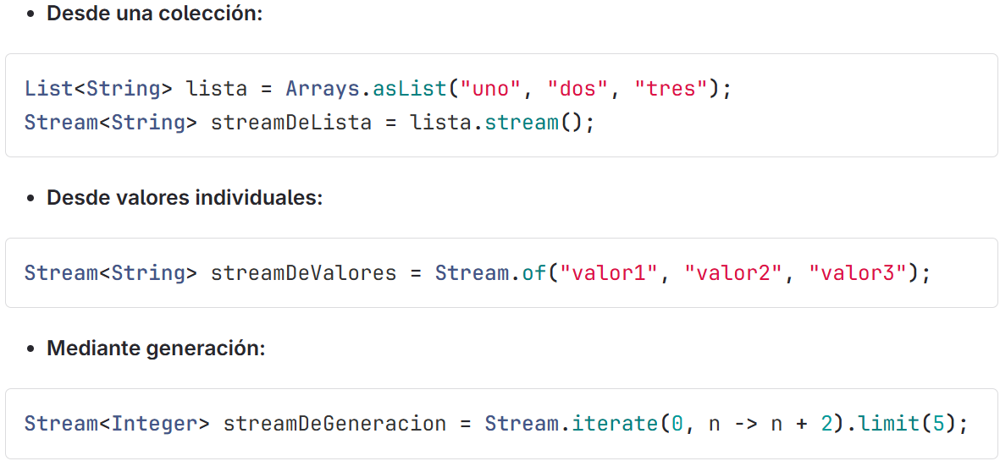 • Desde una colección:
List<String> lista = Arrays.asList("uno", "dos", "tres");
Stream<String> streamDeLista = lista.stream();
• Desde valores individuales:
Stream<String> streamDeValores = Stream.of("valor1", "valor2", "valor3");
• Mediante generación:
Stream<Integer> streamDeGeneracion = Stream.iterate(0, n -> n + 2).limit(5);